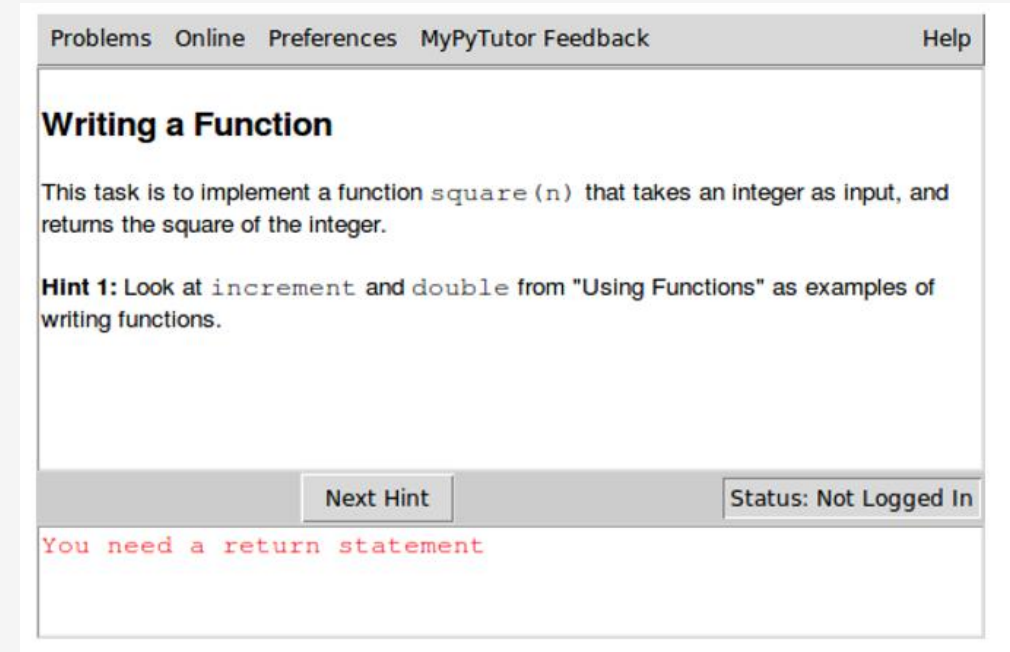 Problems Online Preferences MyPyTutor Feedback Help
Writing a Function
This task is to implement a function square(n) that takes an integer as input, and
returns the square of the integer.
Hint 1: Look at increment and double from "Using Functions" as examples of
writing functions.
Next Hint Status: Not Logged In
You need a return statement